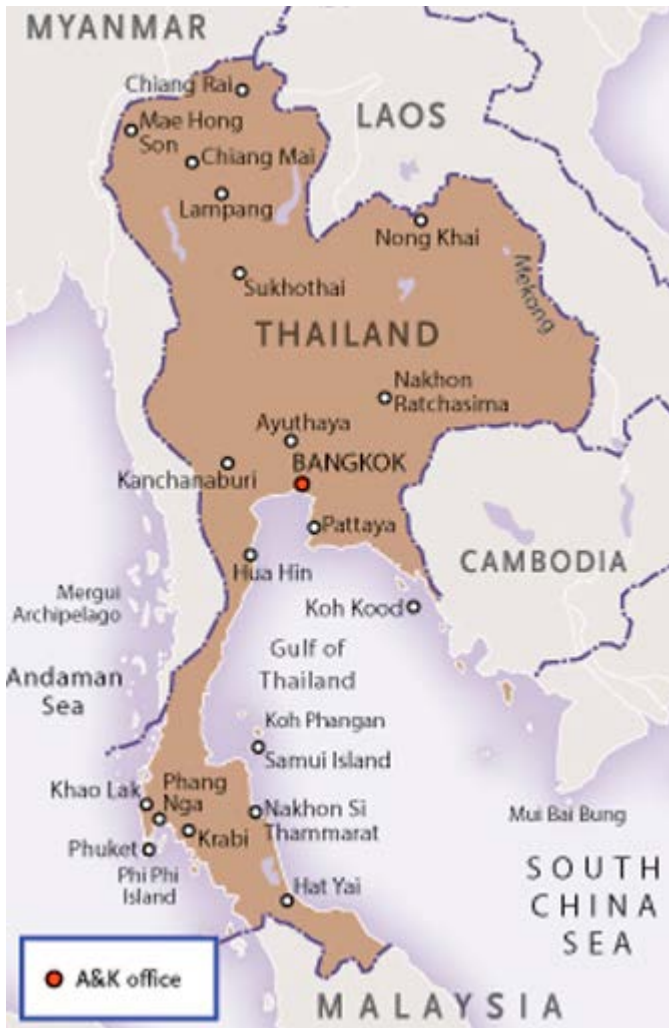 MYANMAR
Chiang Rai
LAOS
Mae Hong
Son
Chiang Mai
Lampang
Nong Khai
Mekong
Sukhothai
THAILAND
Nakhon
Ratchasima
Ayuthaya
BANGKOK
Kanchanaburi
Pattaya
CAMBODIA
Hua Hin
Mergui
Archipelago
Koh Kood
Gulf of
Thailand
Andaman
Sea
Koh Phangan
Samui Island
Khao Lak
Phang
Nga
Nakhon Si
Thammarat
Krabi
Mui Bai Bung
Phuket
Phi Phi
Island
Hat Yai
SOUTH
CHINA
SEA
A&K office
MALAYSIA